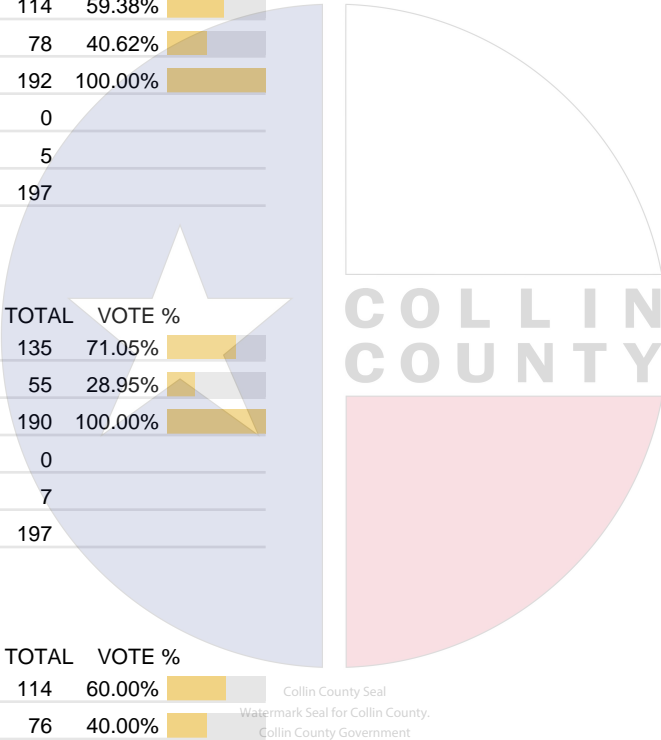 114 59.38%
78 40.62%
192 100.00%
0
5
197
TOTAL VOTE %
135 71.05%
55 28.95%
190 100.00%
0
7
197
TOTAL VOTE %
114 60.00%
76 40.00%
COLLIN
COUNTY
Collin County Seal
Watermark Seal for Collin County.
Collin County Government